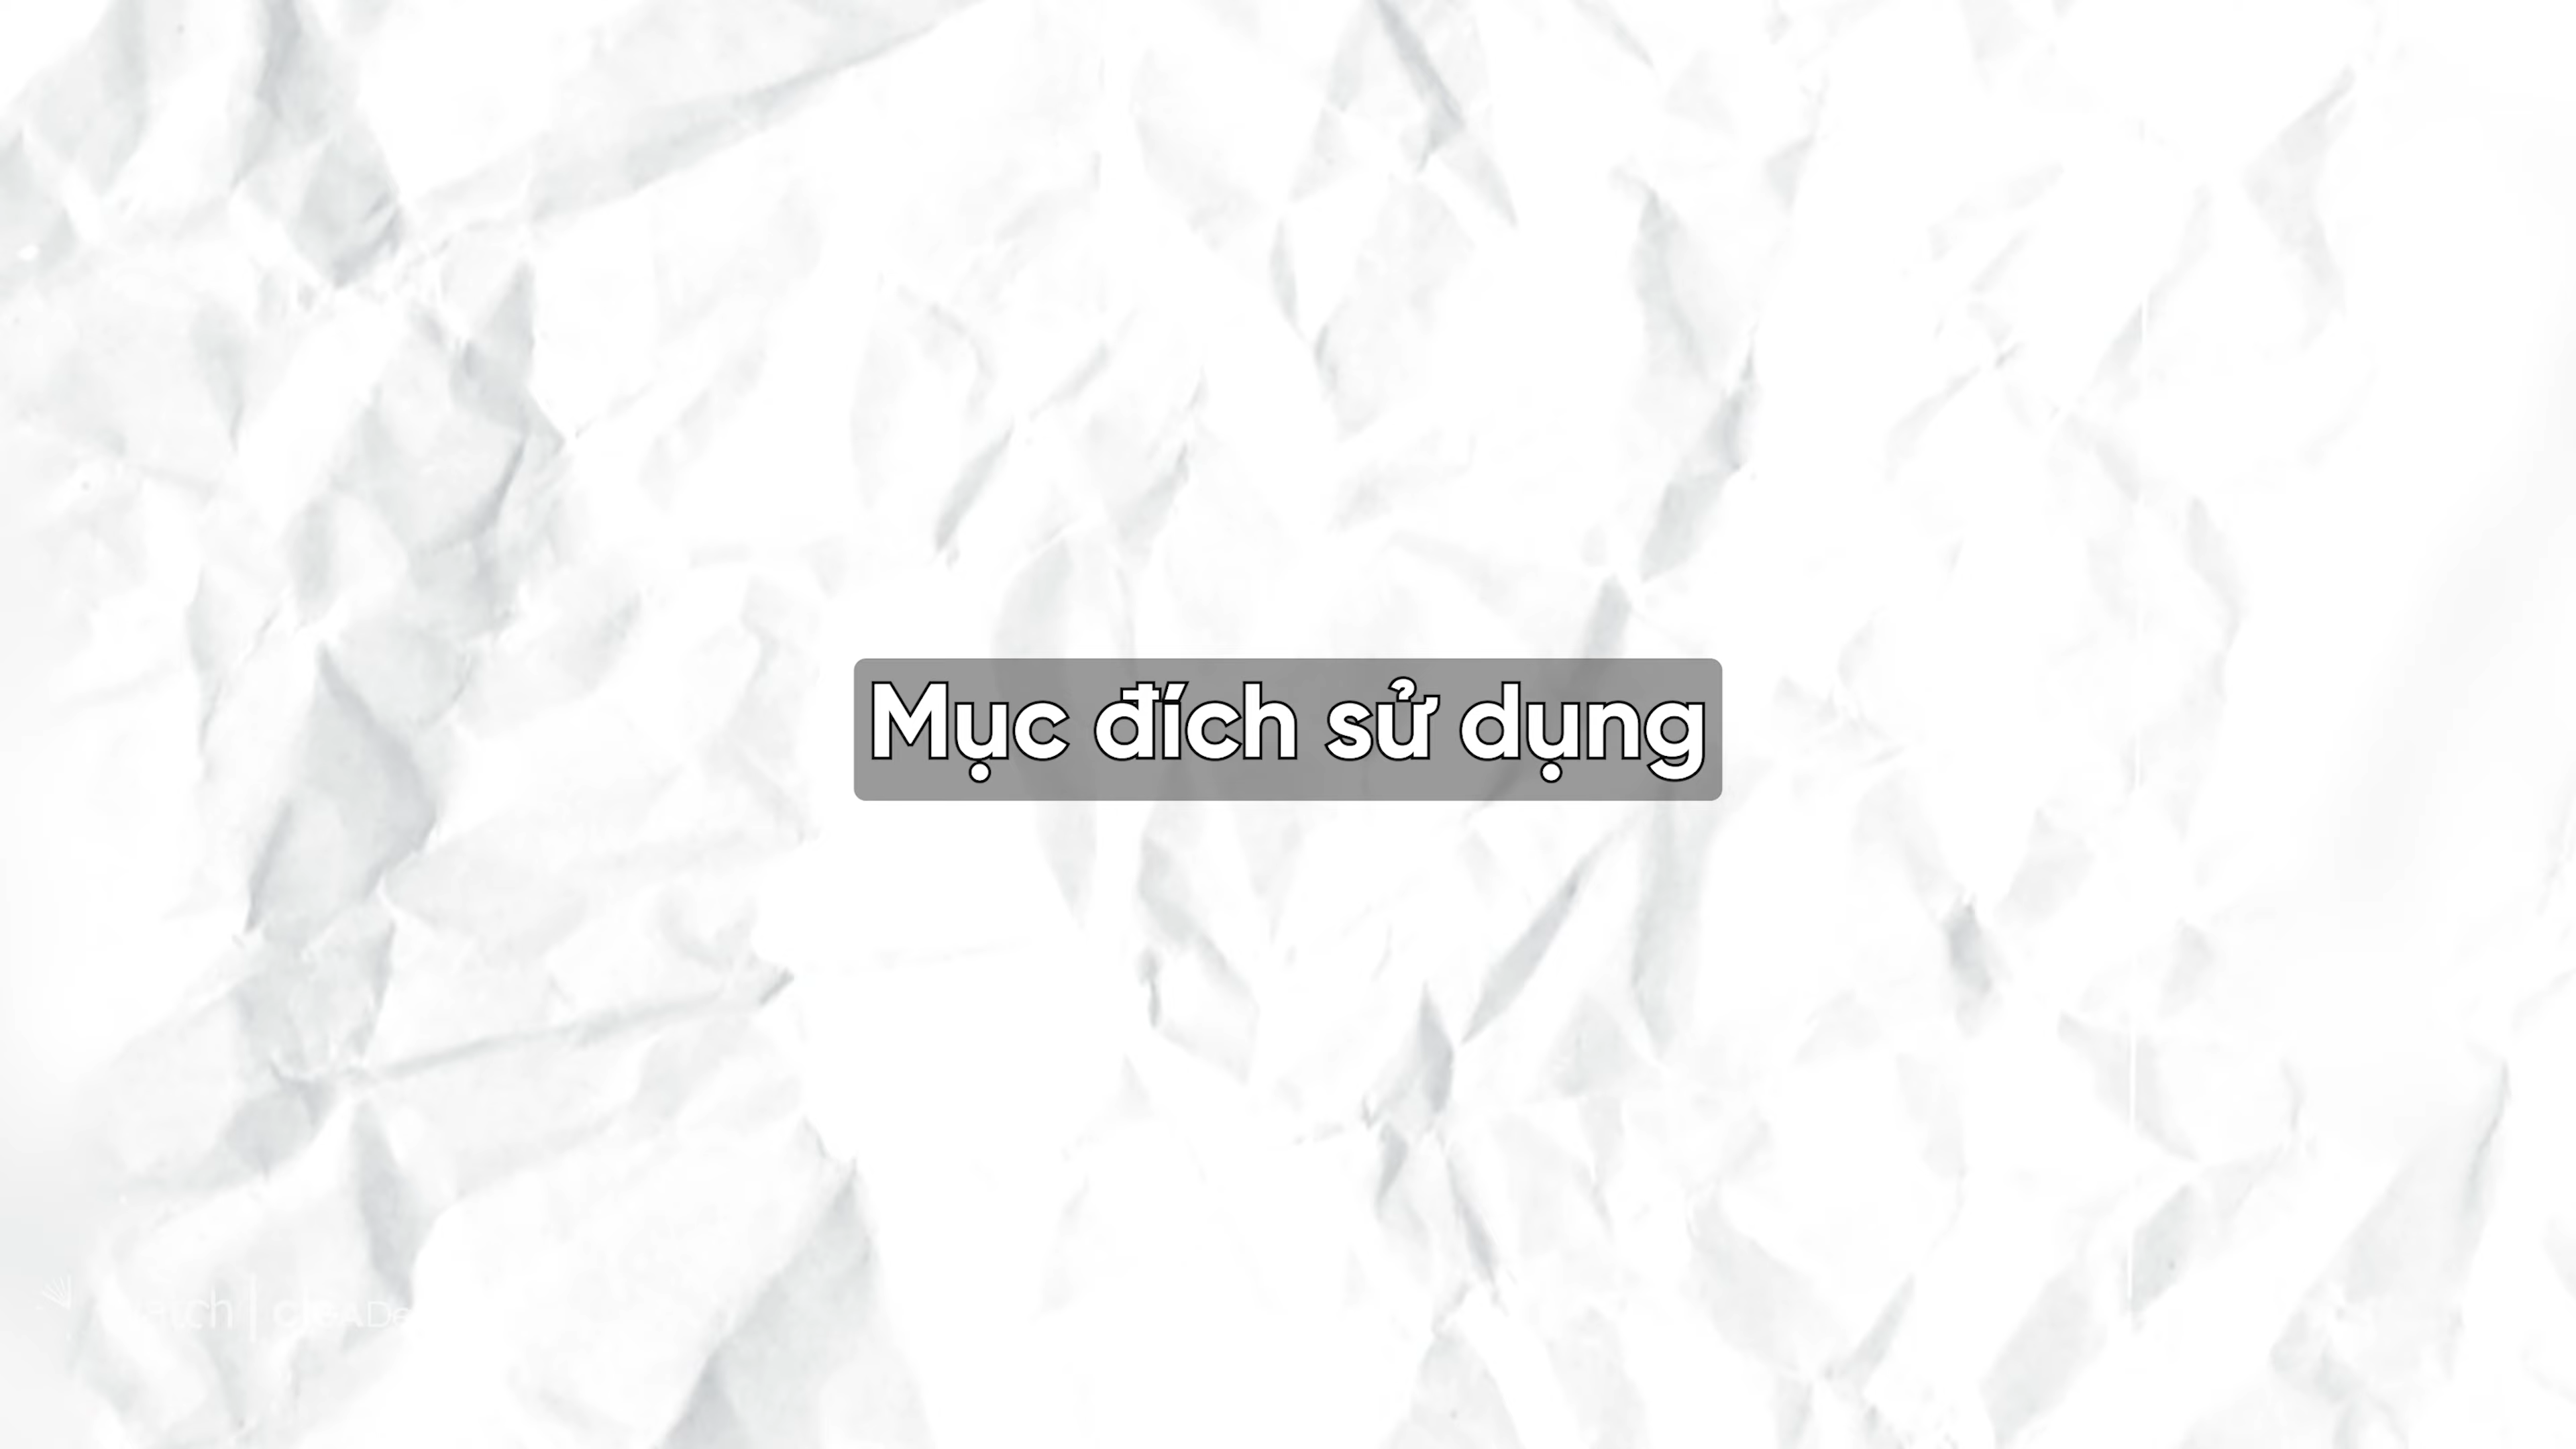 Mục đích sử dụng